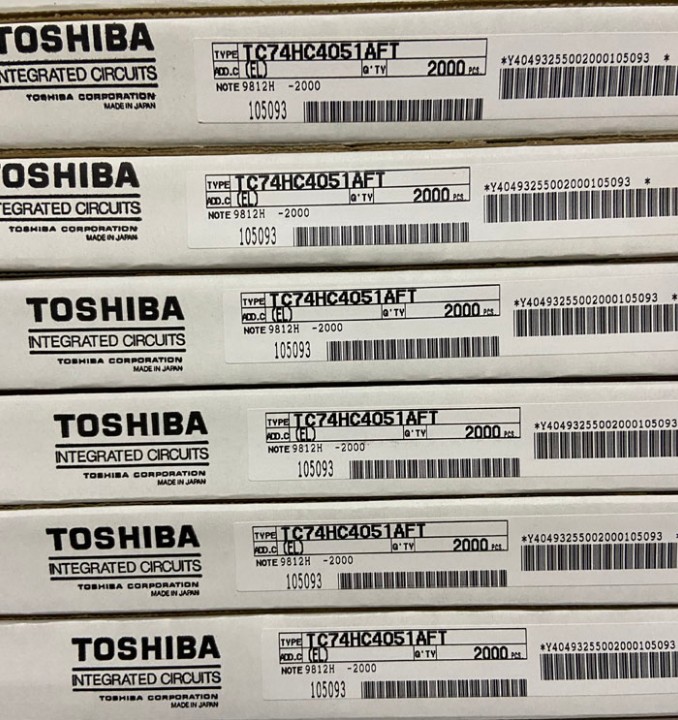 TOSHIBA
INTEGRATED CIRCUITS
TOSHIBA CORPORATION
MADE IN JAPAN
TYPE TC74HC4051AFT
ADD.C (EL) Q'TY 2000 PCS.
NOTE 9812H -2000
105093
*Y40493255002000105093 *
OSHIBA
EGRATED CIRCUITS
TOSHIBA CORPORATION
MADE IN JAPAN
TYPE TC74HC4051AFT
ADD.C (EL) Q'TY 2000 PCS.
NOTE 9812H -2000
105093
*Y40493255002000105093 *
TOSHIBA
INTEGRATED CIRCUITS
TOSHIBA CORPORATION
MADE IN JAPAN
TYPE TC74HC4051AFT
ADD.C (EL) Q'TY 2000 PCS.
NOTE 9812H -2000
105093
*Y40493255002000105093 *
TOSHIBA
INTEGRATED CIRCUITS
TOSHIBA CORPORATION
MADE IN JAPAN
TYPE TC74HC4051AFT
ADD.C (EL) Q'TY 2000 PCS.
NOTE 9812H -2000
105093
*Y40493255002000105093
TOSHIBA
INTEGRATED CIRCUITS
TOSHIBA CORPORATION
MADE IN JAPAN
TYPE TC74HC4051AFT
ADD.C (EL) Q'TY 2000 PCS.
NOTE 9812H -2000
105093
*Y40493255002000105093 *
TOSHIBA
INTEGRATED CIRCUITS
TOSHIBA CORPORATION
MADE IN JAPAN
TYPE TC74HC4051AFT
ADD.C (EL) Q'TY 2000 PCS.
NOTE 9812H -2000
105093
*Y40493255002000105093